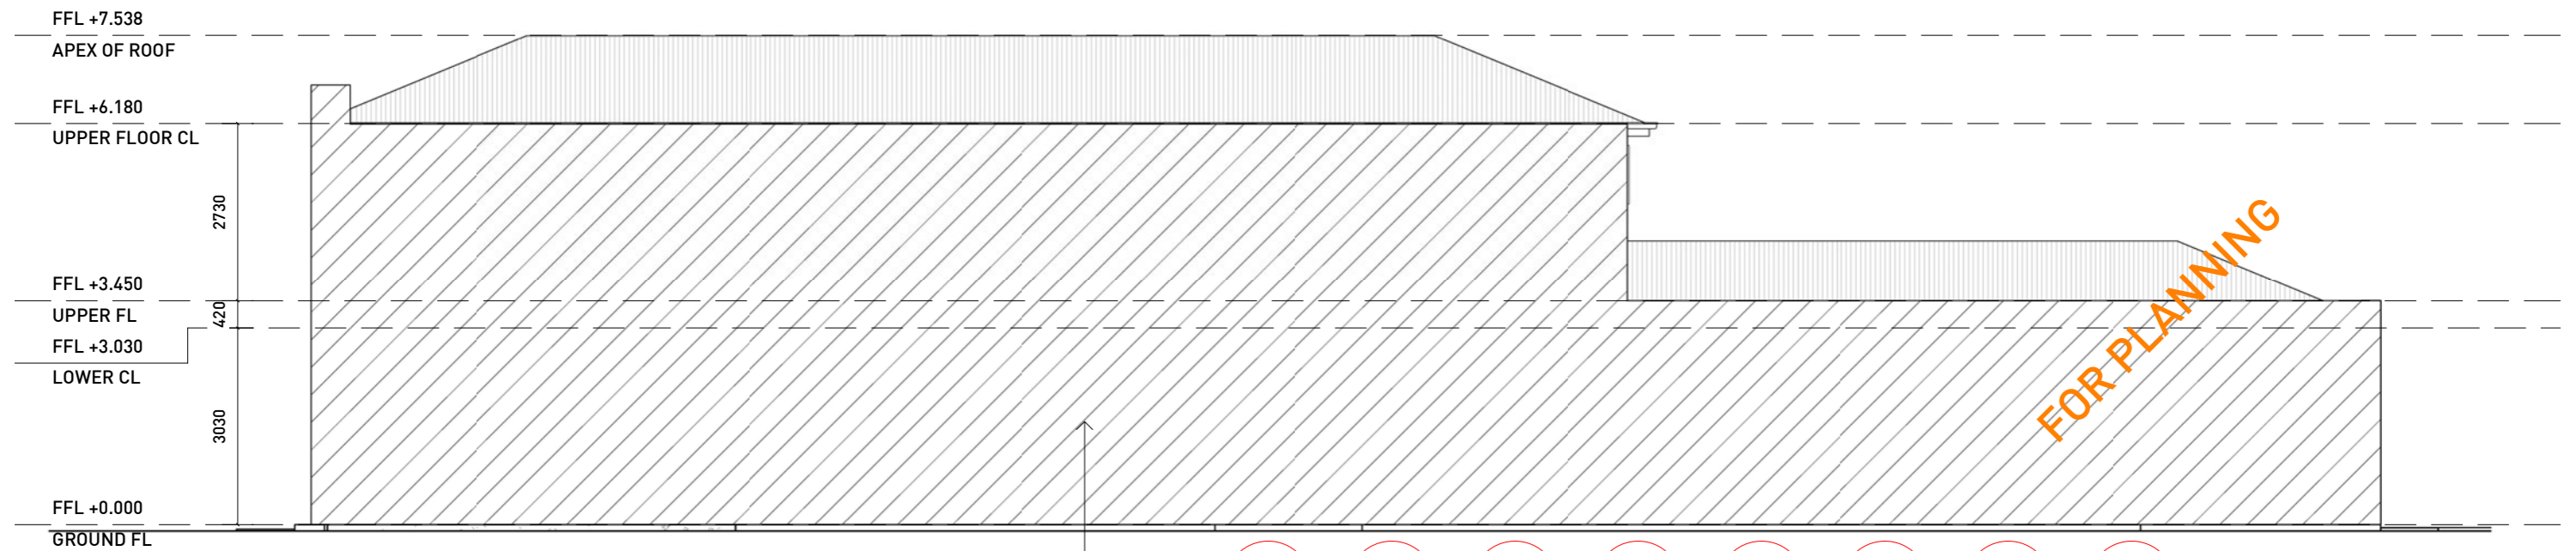 FFL +7.538
APEX OF ROOF
FFL +6.180
UPPER FLOOR CL
2730
FFL +3.450
UPPER FL
420
FFL +3.030
LOWER CL
3030
FFL +0.000
GROUND FL
FOR PLANNING